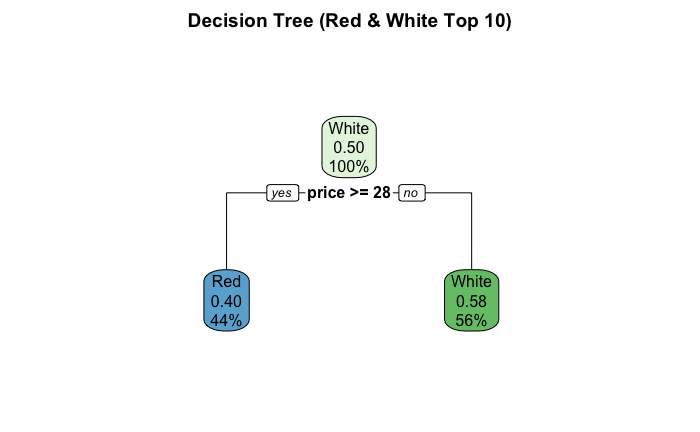 Decision Tree (Red & White Top 10)
White
0.50
100%
yes price >= 28 no
Red
0.40
44%
White
0.58
56%